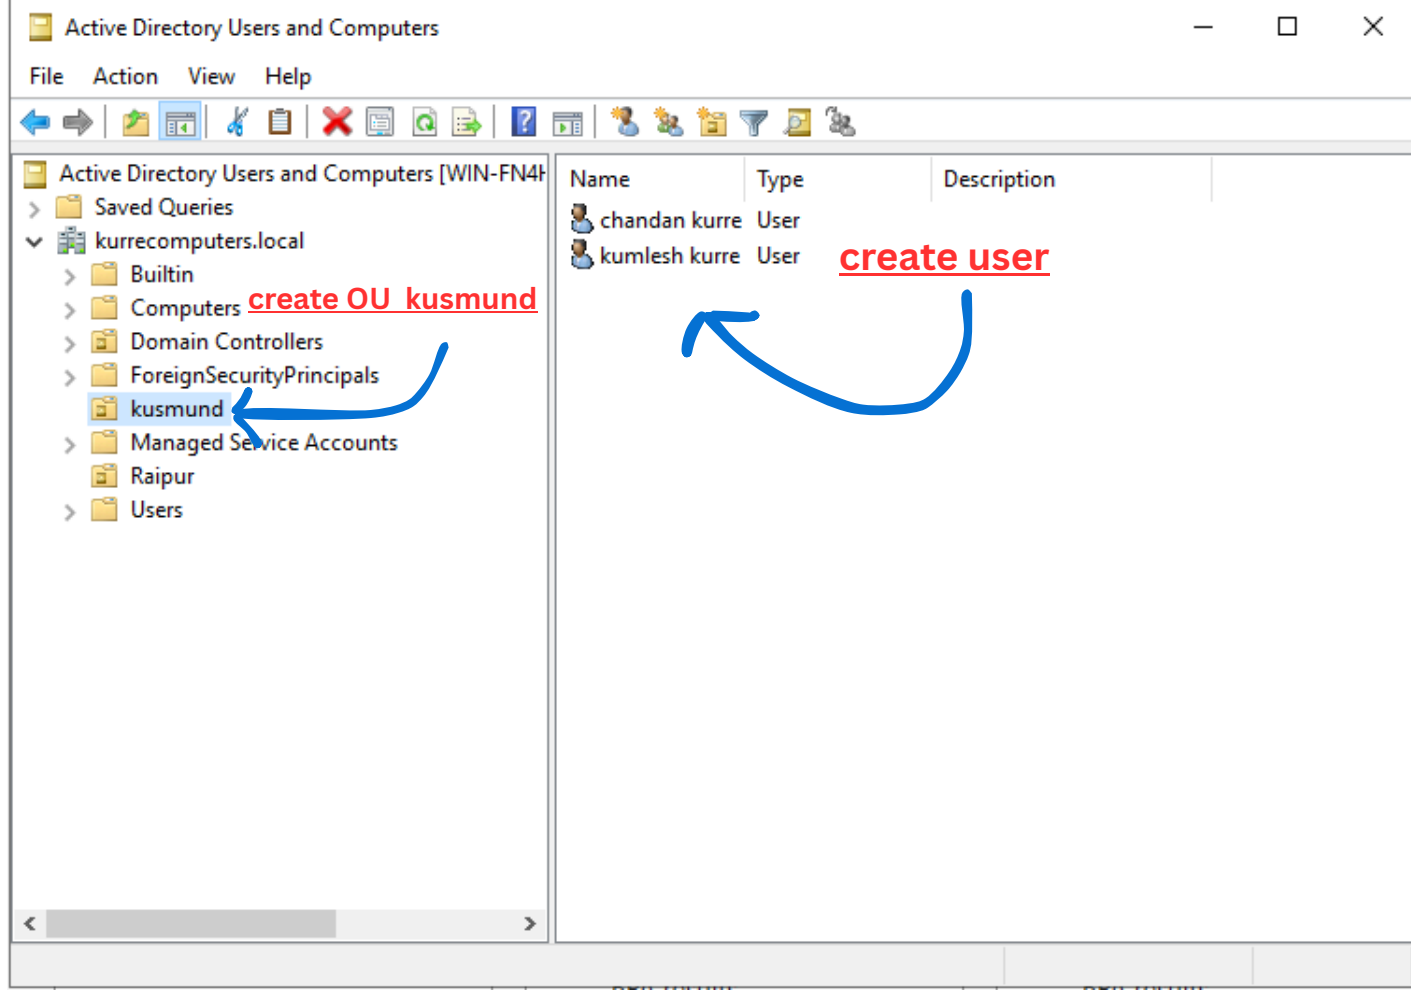 Active Directory Users and Computers
File Action View Help
Active Directory Users and Computers [WIN-FN4H
Saved Queries
kurrecomputers.local
Builtin
Computers
create OU kusmund
Domain Controllers
ForeignSecurityPrincipals
kusmund
Managed Service Accounts
Raipur
Users
Name Type Description
chandan kurre User
kumlesh kurre User
create user